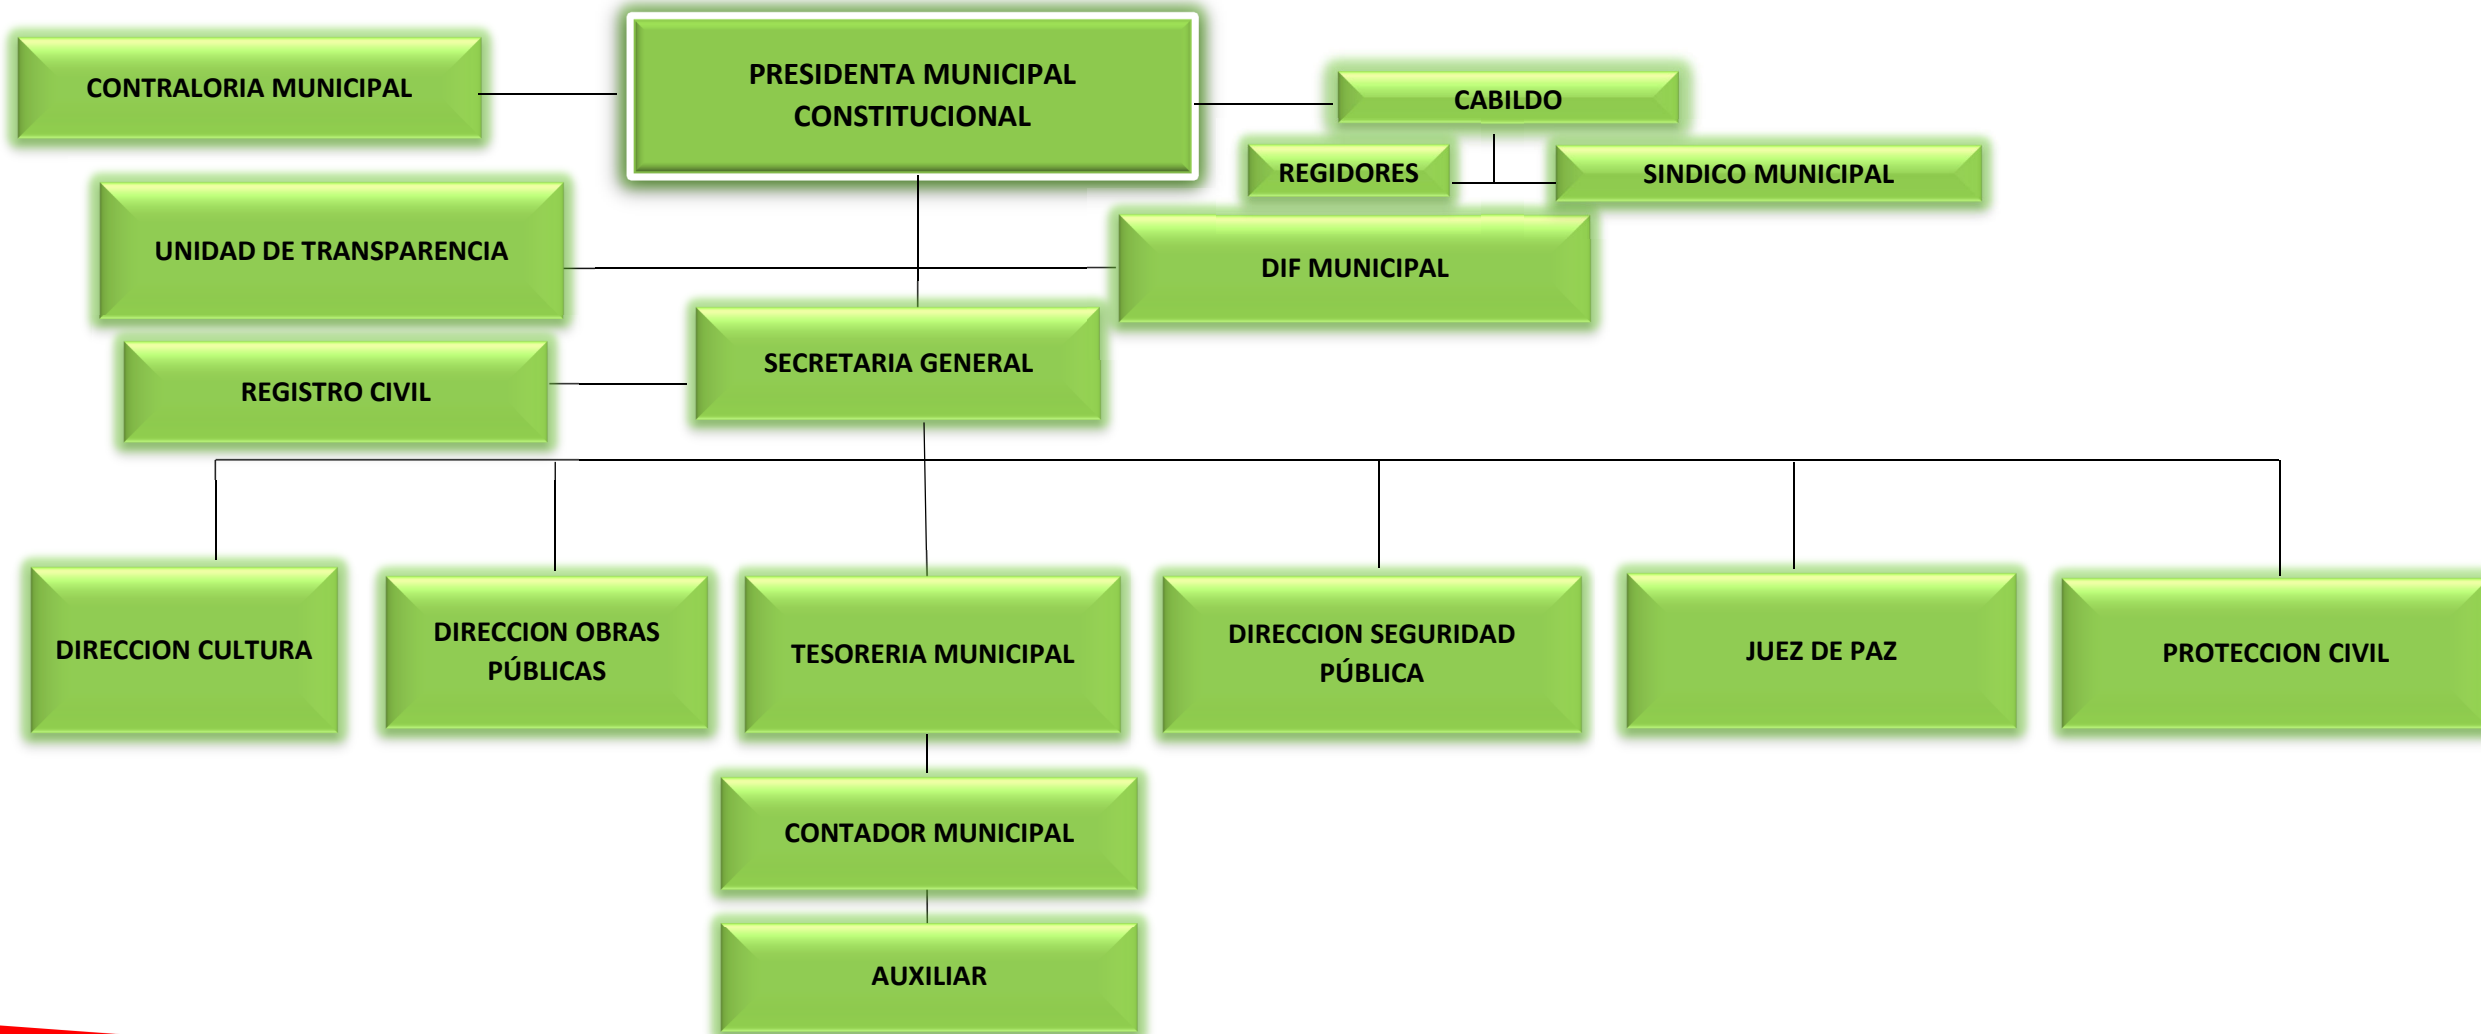 CONTRALORIA MUNICIPAL
PRESIDENTA MUNICIPAL
CONSTITUCIONAL
CABILDO
REGIDORES
SINDICO MUNICIPAL
UNIDAD DE TRANSPARENCIA
DIF MUNICIPAL
SECRETARIA GENERAL
REGISTRO CIVIL
DIRECCION CULTURA
DIRECCION OBRAS
PÚBLICAS
TESORERIA MUNICIPAL
DIRECCION SEGURIDAD
PÚBLICA
JUEZ DE PAZ
PROTECCION CIVIL
CONTADOR MUNICIPAL
AUXILIAR